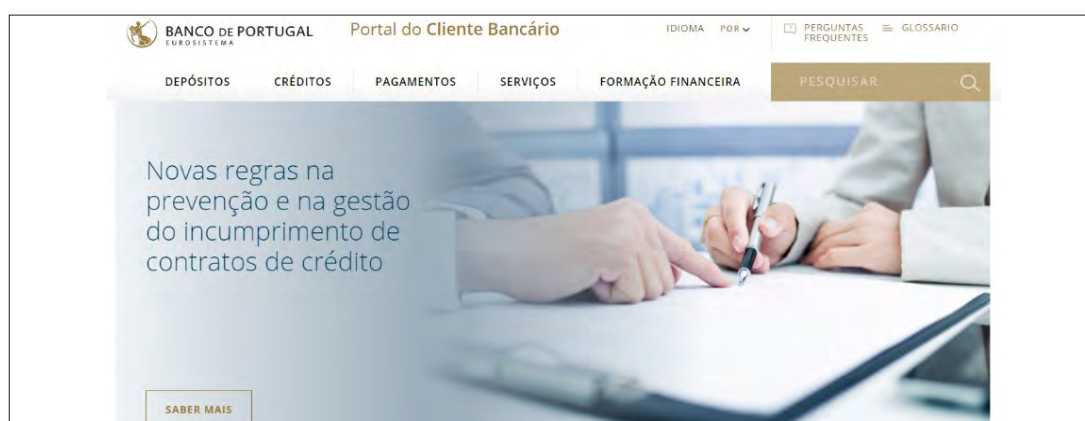 BANCO DE PORTUGAL
EUROSISTEMA
Portal do Cliente Bancário
IDIOMA POR
PERGUNTAS
FREQUENTES
GLOSSARIO
DEPÓSITOS CRÉDITOS PAGAMENTOS SERVIÇOS FORMAÇÃO FINANCEIRA PESQUISAR
Novas regras na
prevenção e na gestão
do incumprimento de
contratos de crédito
SABER MAIS